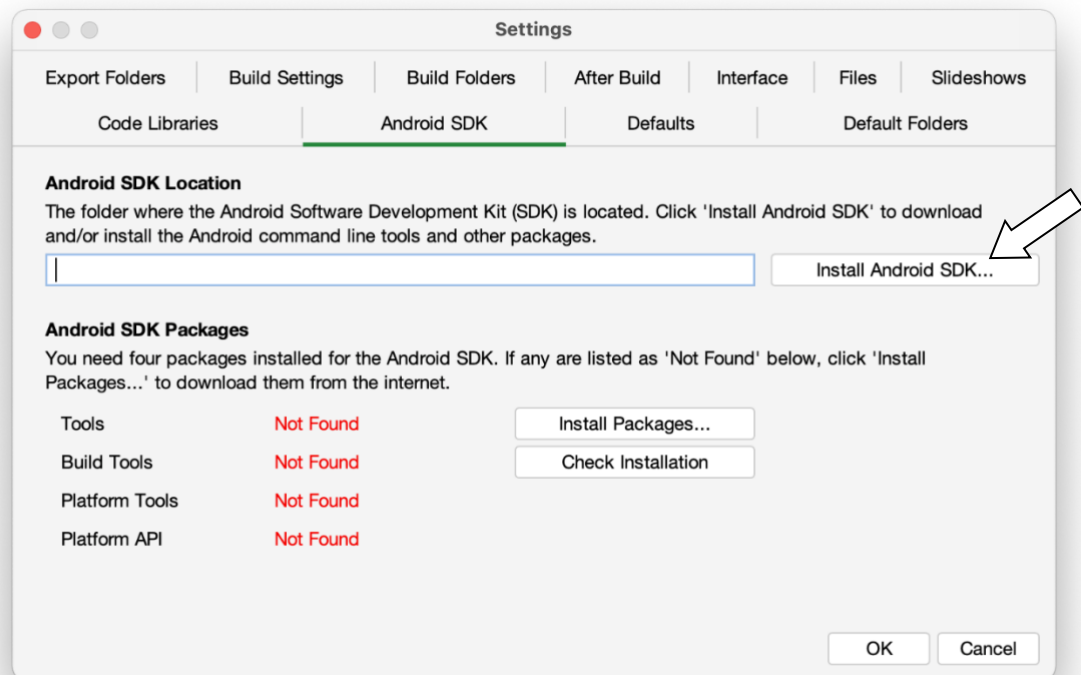 Settings
Export Folders Build Settings Build Folders After Build Interface Files Slideshows
Code Libraries Android SDK Defaults Default Folders
Android SDK Location
The folder where the Android Software Development Kit (SDK) is located. Click 'Install Android SDK' to download
and/or install the Android command line tools and other packages.
Install Android SDK...
Android SDK Packages
You need four packages installed for the Android SDK. If any are listed as 'Not Found' below, click 'Install
Packages...' to download them from the internet.
Tools Not Found Install Packages...
Build Tools Not Found Check Installation
Platform Tools Not Found
Platform API Not Found
OK Cancel